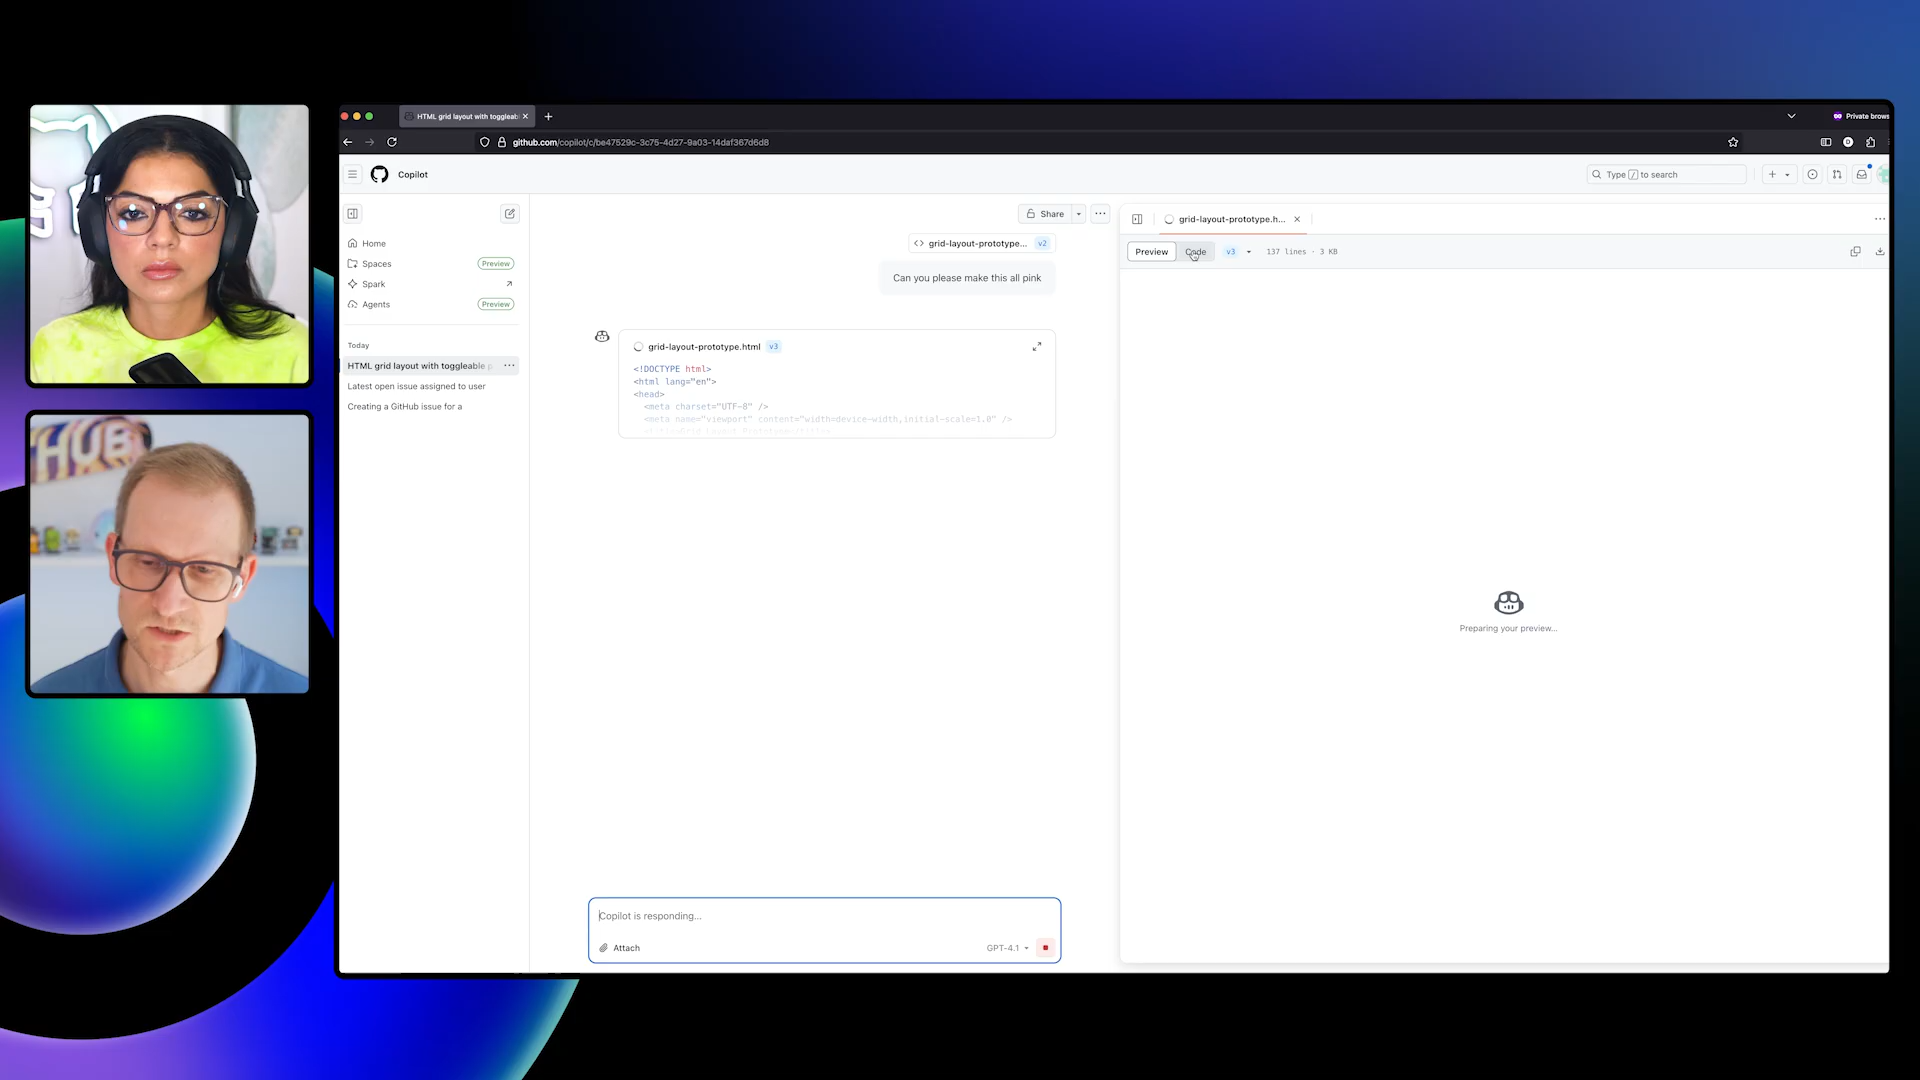 HUB
HTML grid layout with toggleabl
Private brows
github.com/copilot/c/be47529c-3c75-4d27-9a03-14daf367d6d8
Copilot
Type / to search
Home
Spaces Preview
Spark
Agents Preview
Today
HTML grid layout with toggleable p
Latest open issue assigned to user
Creating a GitHub issue for a
Share
grid-layout-prototype... v2
Can you please make this all pink
grid-layout-prototype.html v3
<!DOCTYPE html>
<html lang="en">
<head>
<meta charset="UTF-8" />
<meta name="viewport" content="width=device-width,initial-scale=1.0" />
Copilot is responding...
Attach
GPT-4.1
grid-layout-prototype.h...
Preview Code v3 137 lines · 3 KB
Preparing your preview...